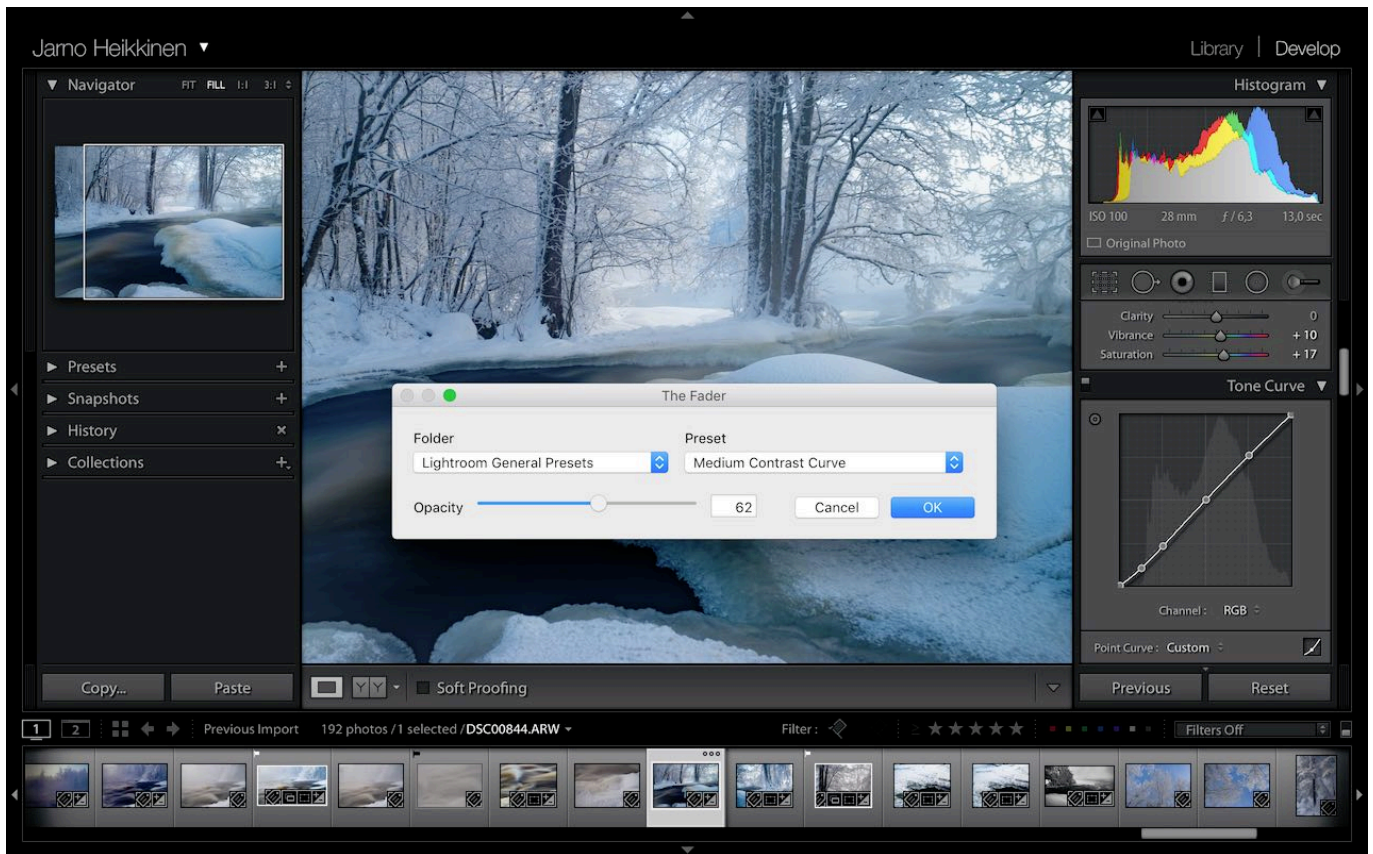 Jarno Heikkinen
Library | Develop
Navigator FIT FILL 1:1 3:1
Histogram
ISO 100 28 mm ƒ / 6,3 13,0 sec
Original Photo
Clarity 0
Vibrance + 10
Saturation + 17
Presets
Snapshots
History
Collections
Tone Curve
The Fader
Folder Preset
Lightroom General Presets Medium Contrast Curve
Opacity 62 Cancel OK
Channel : RGB
Point Curve : Custom
Copy... Paste
Y Y
Soft Proofing
Previous Reset
1 2 Previous Import 192 photos /1 selected /DSC00844.ARW Filter : Filters Off